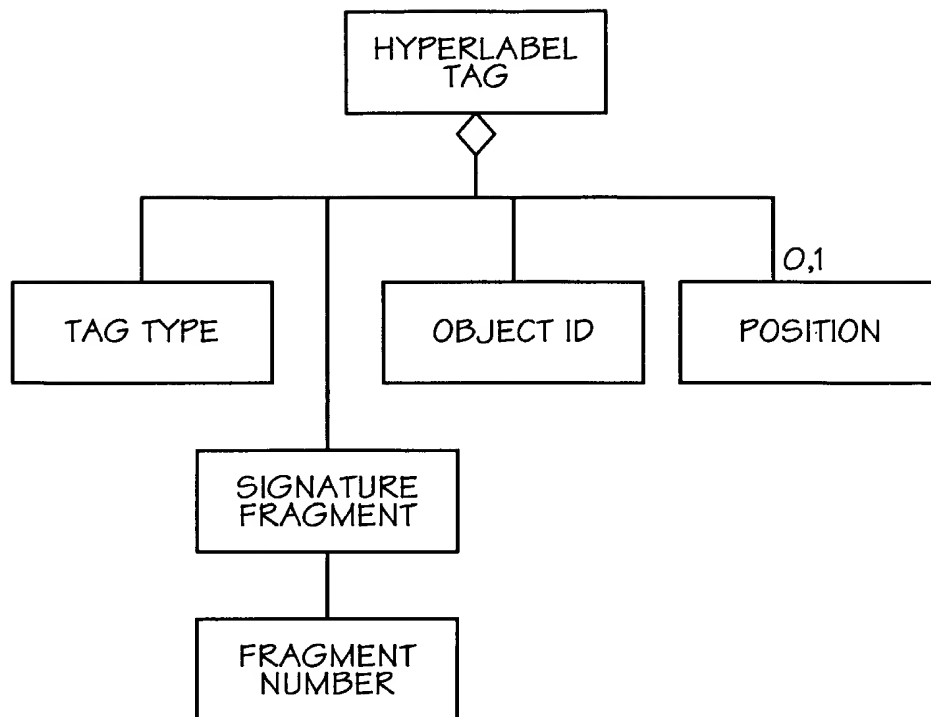 HYPERLABEL
TAG
0,1
TAG TYPE
OBJECT ID
POSITION
SIGNATURE
FRAGMENT
FRAGMENT
NUMBER